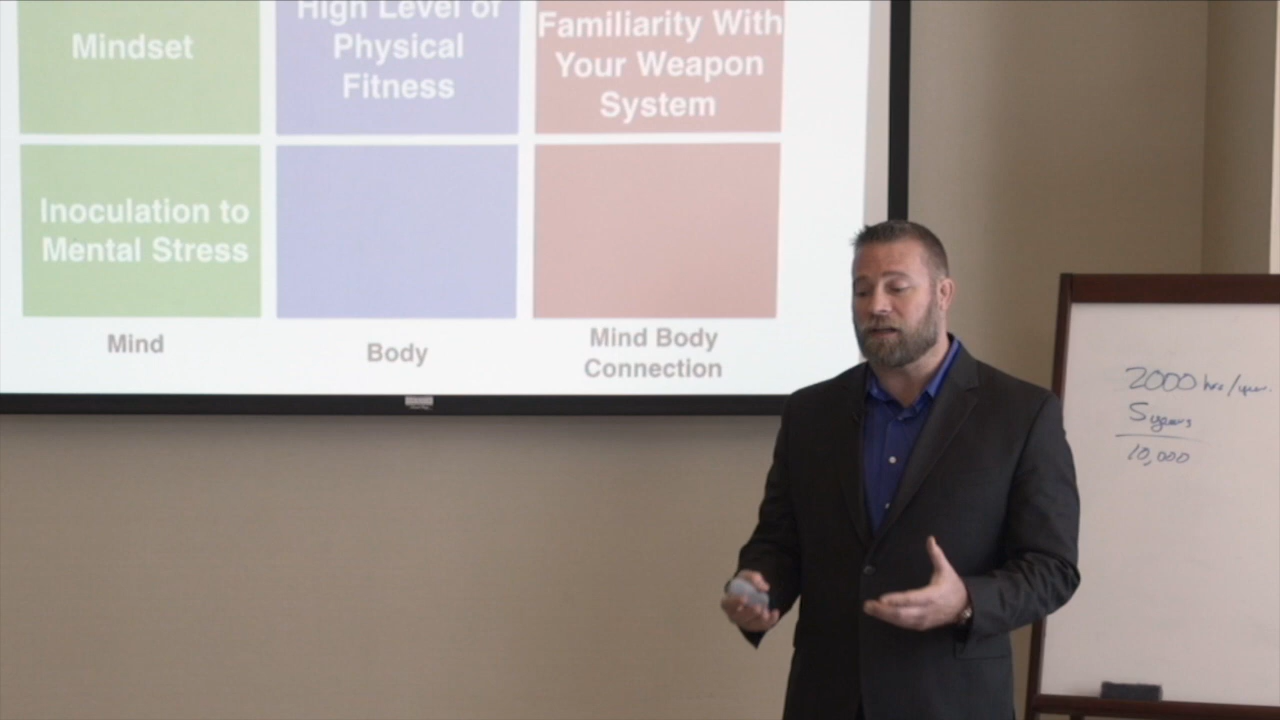 Mindset
High Level of
Physical
Fitness
Familiarity With
Your Weapon
System
Inoculation to
Mental Stress
Mind
Body
Mind Body
Connection
2000 hrs/year
5 years
10,000